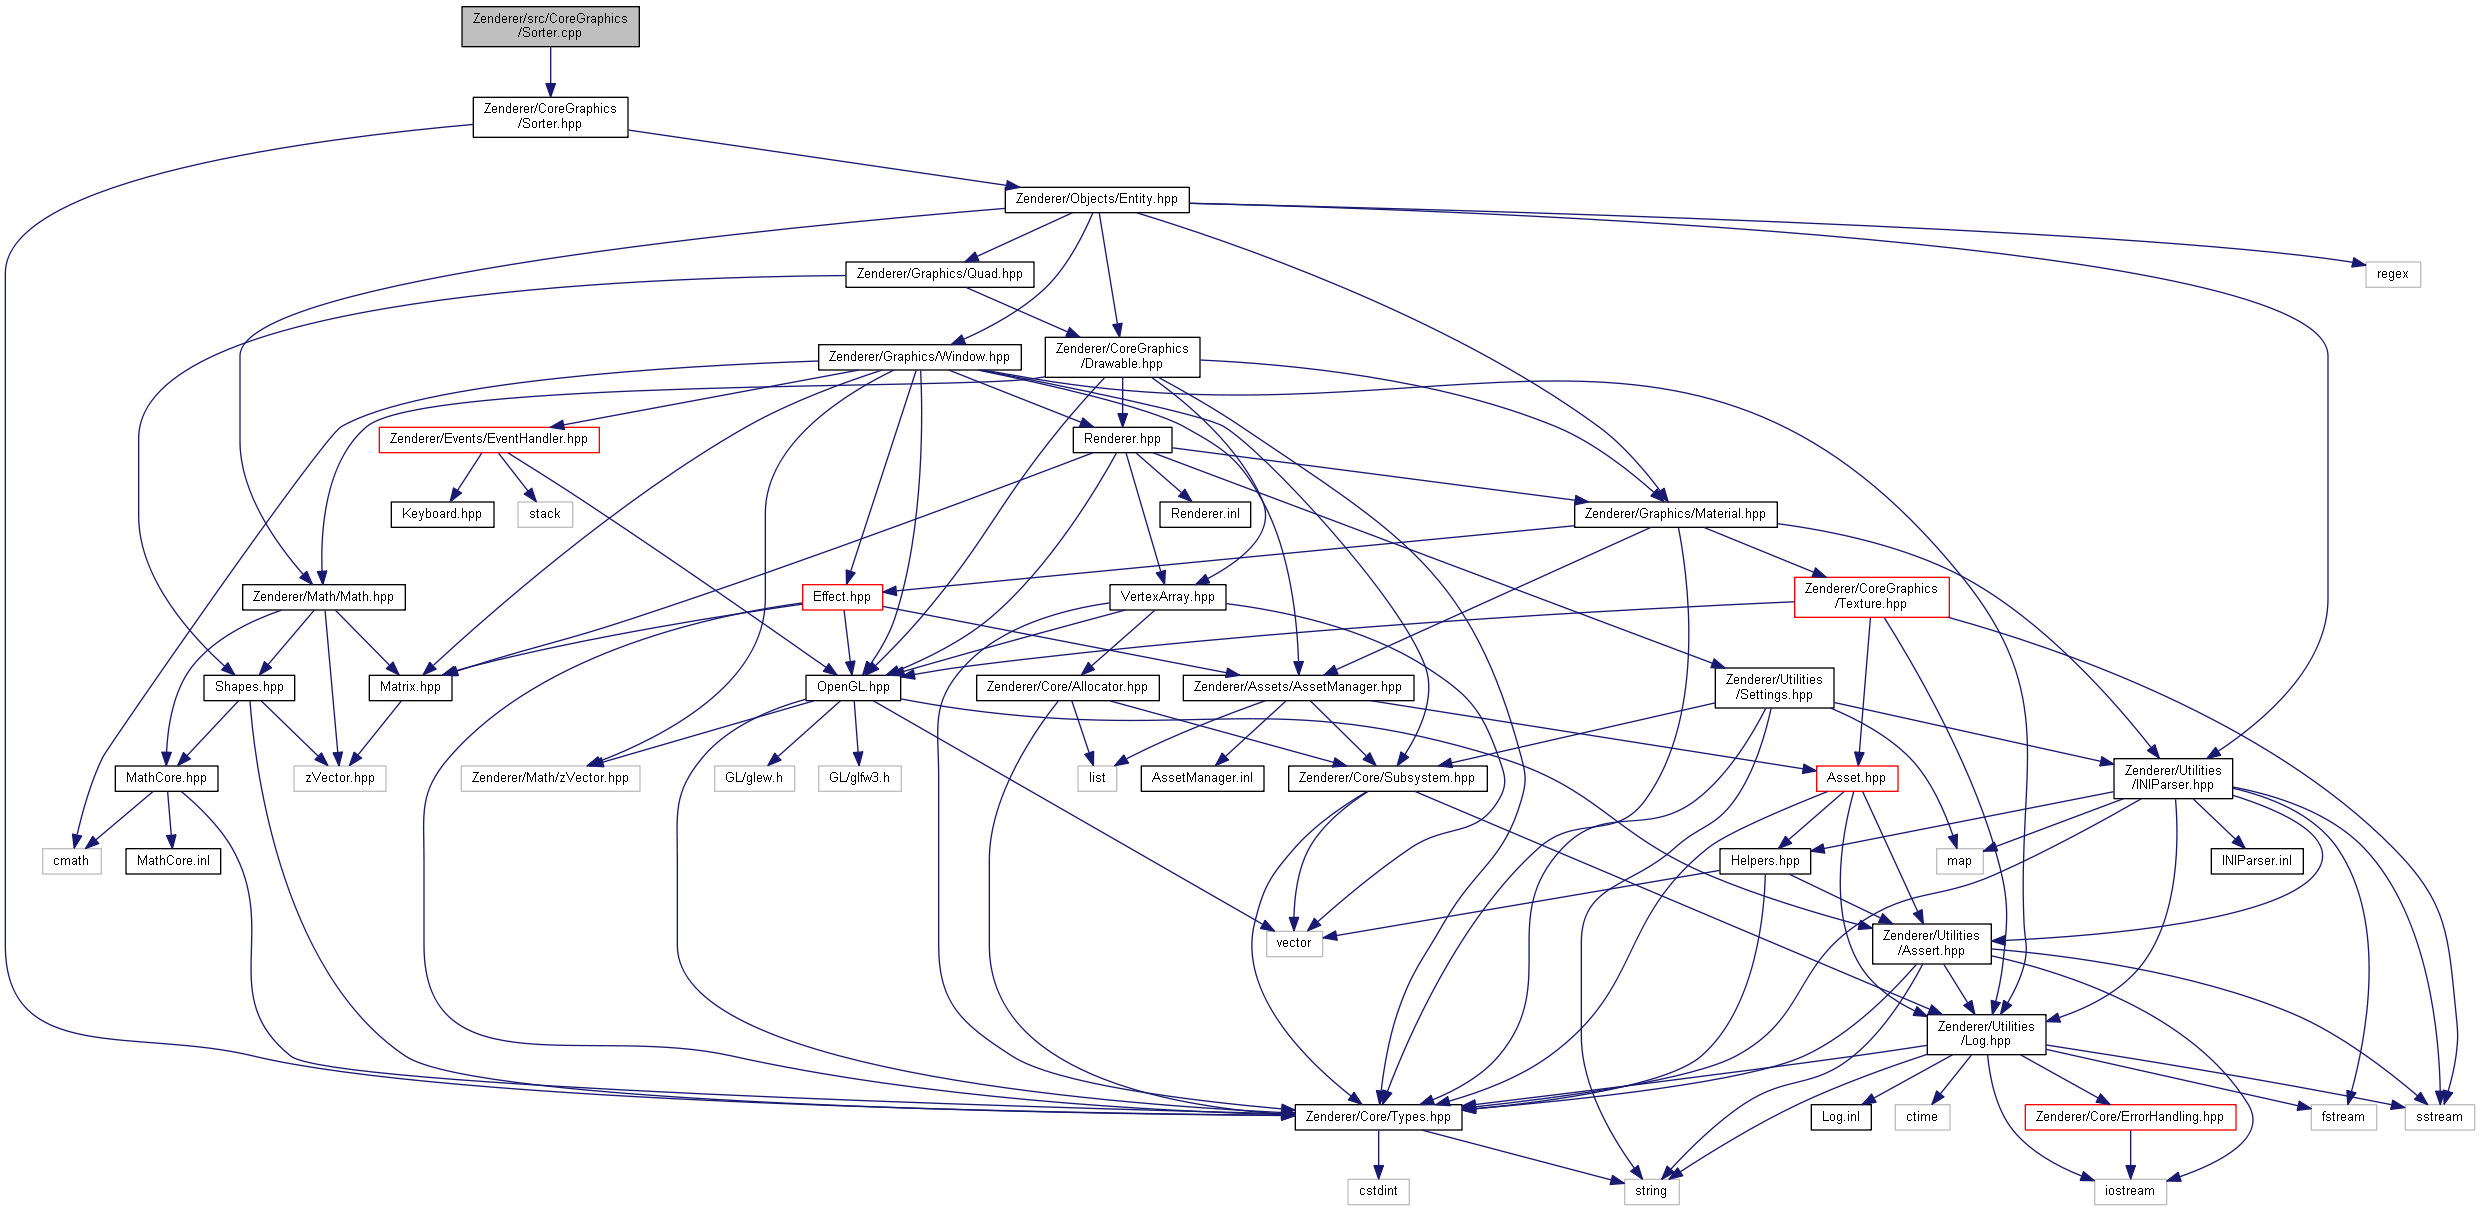 Zenderer/src/CoreGraphics
/Sorter.cpp
Zenderer/CoreGraphics
/Sorter.hpp
Zenderer/Objects/Entity.hpp
Zenderer/Graphics/Quad.hpp
regex
Zenderer/Graphics/Window.hpp
Zenderer/CoreGraphics
/Drawable.hpp
Zenderer/Events/EventHandler.hpp
Renderer.hpp
Keyboard.hpp
stack
Renderer.inl
Zenderer/Graphics/Material.hpp
Zenderer/Math/Math.hpp
Effect.hpp
VertexArray.hpp
Zenderer/CoreGraphics
/Texture.hpp
Shapes.hpp
Matrix.hpp
OpenGL.hpp
Zenderer/Core/Allocator.hpp
Zenderer/Assets/AssetManager.hpp
Zenderer/Utilities
/Settings.hpp
MathCore.hpp
zVector.hpp
Zenderer/Math/zVector.hpp
GL/glew.h
GL/glfw3.h
list
AssetManager.inl
Zenderer/Core/Subsystem.hpp
Asset.hpp
Zenderer/Utilities
/INIParser.hpp
cmath
MathCore.inl
Helpers.hpp
map
INIParser.inl
vector
Zenderer/Utilities
/Assert.hpp
Zenderer/Utilities
/Log.hpp
Zenderer/Core/Types.hpp
Log.inl
ctime
Zenderer/Core/ErrorHandling.hpp
fstream
sstream
cstdint
string
iostream